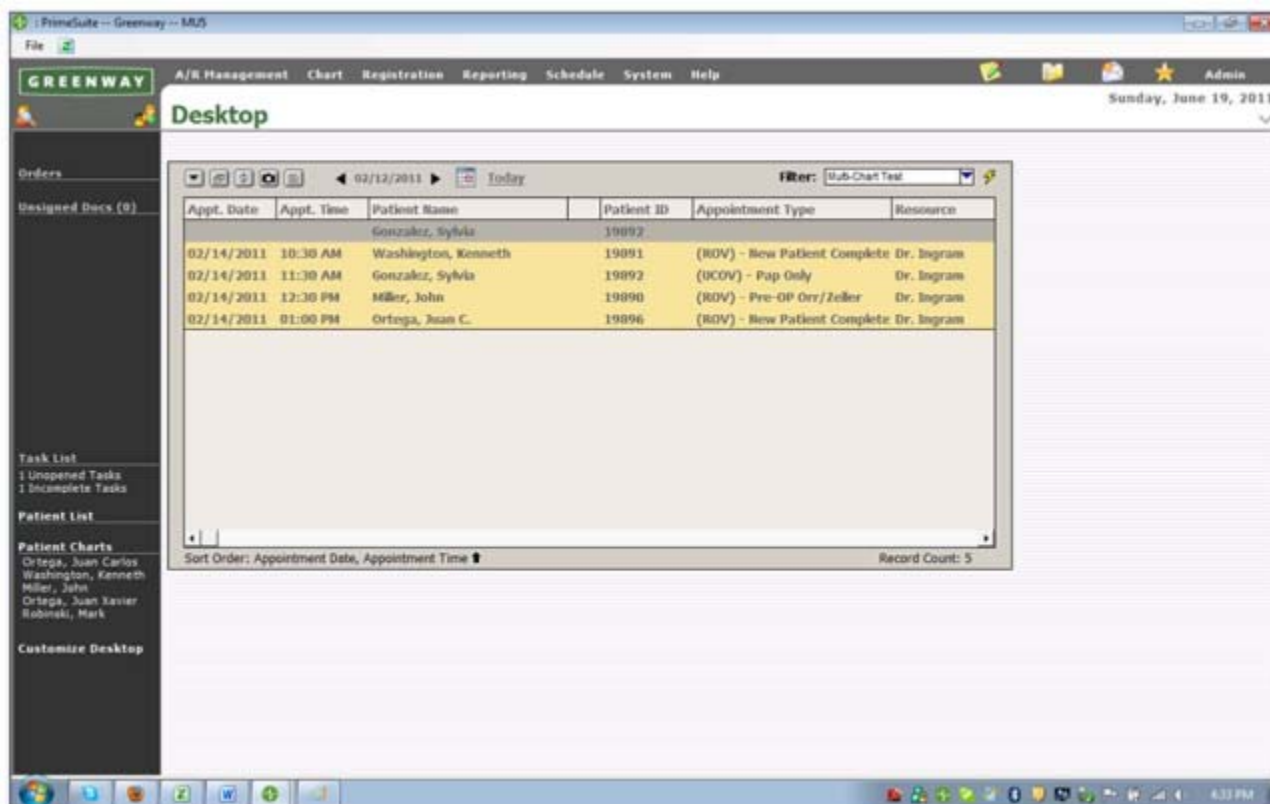 : PrimeSuite -- Greenway -- MU5
File
GREENWAY
A/R Management Chart Registration Reporting Schedule System Help Admin
Sunday, June 19, 2011
Desktop
Orders
Unsigned Docs (0)
02/12/2011 Today Filter: Multi-Chart Test
Appt. Date Appt. Time Patient Name Patient ID Appointment Type Resource
Gonzalez, Sylvia 19892
02/14/2011 10:30 AM Washington, Kenneth 19891 (ROV) - New Patient Complete Dr. Ingram
02/14/2011 11:30 AM Gonzalez, Sylvia 19892 (UCOV) - Pap Only Dr. Ingram
02/14/2011 12:30 PM Miller, John 19890 (ROV) - Pre-OP Orr/Zeller Dr. Ingram
02/14/2011 01:00 PM Ortega, Juan C. 19896 (ROV) - New Patient Complete Dr. Ingram
Sort Order: Appointment Date, Appointment Time Record Count: 5
Task List
1 Unopened Tasks
1 Incomplete Tasks
Patient List
Patient Charts
Ortega, Juan Carlos
Washington, Kenneth
Miller, John
Ortega, Juan Xavier
Robinski, Mark
Customize Desktop
6:33 PM